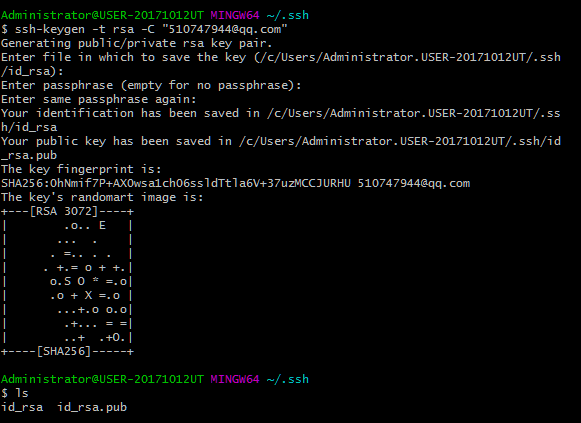 Administrator@USER-20171012UT MINGW64 ~/.ssh
$ ssh-keygen -t rsa -C "510747944@qq.com"
Generating public/private rsa key pair.
Enter file in which to save the key (/c/Users/Administrator.USER-20171012UT/.ssh
/id_rsa):
Enter passphrase (empty for no passphrase):
Enter same passphrase again:
Your identification has been saved in /c/Users/Administrator.USER-20171012UT/.ss
h/id_rsa
Your public key has been saved in /c/Users/Administrator.USER-20171012UT/.ssh/id
_rsa.pub
The key fingerprint is:
SHA256:OhNmif7P+AXOwsa1ch06ssldTtla6V+37uzMCCJURHU 510747944@qq.com
The key's randomart image is:
+---[RSA 3072]----+
|        .o.. E   |
|       ...  .    |
|      . =.. . .  |
|     . +.= o + +.|
|      o.S O * =.o|
|      .o + X =.o |
|       ...+.o o.o|
|        .+... = =|
|        ..+  .+O.|
+----[SHA256]-----+
Administrator@USER-20171012UT MINGW64 ~/.ssh
$ ls
id_rsa  id_rsa.pub